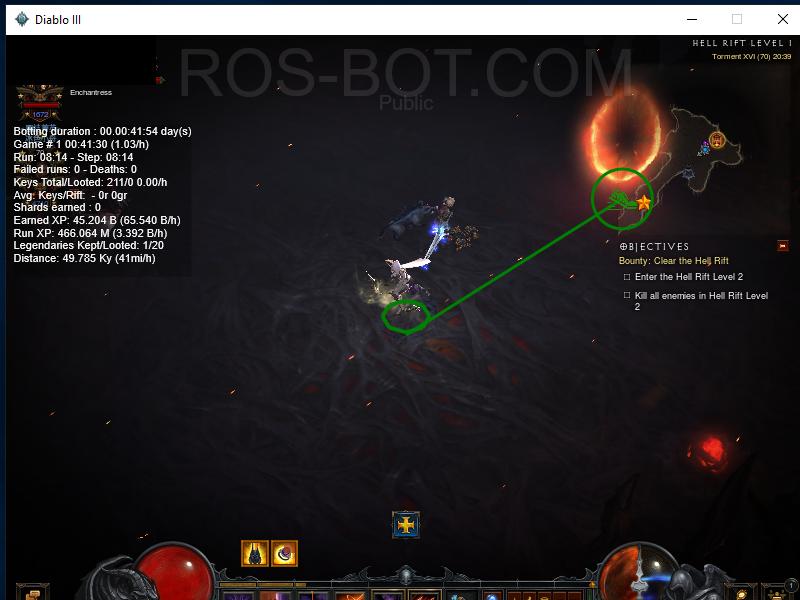 Diablo III
ROS-BOT.COM
Public
HELL RIFT LEVEL 1
Torment XVI (70) 20:39
Enchantress
1672
Botting duration : 00.00:41:54 day(s)
Game # 1 00:41:30 (1.03/h)
Run: 08:14 - Step: 08:14
Failed runs: 0 - Deaths: 0
Keys Total/Looted: 211/0 0.00/h
Avg: Keys/Rift: - 0r 0gr
Shards earned : 0
Earned XP: 45.204 B (65.540 B/h)
Run XP: 466.064 M (3.392 B/h)
Legendaries Kept/Looted: 1/20
Distance: 49.785 Ky (41mi/h)
OBJECTIVES
Bounty: Clear the Hell Rift
Enter the Hell Rift Level 2
Kill all enemies in Hell Rift Level
2
1